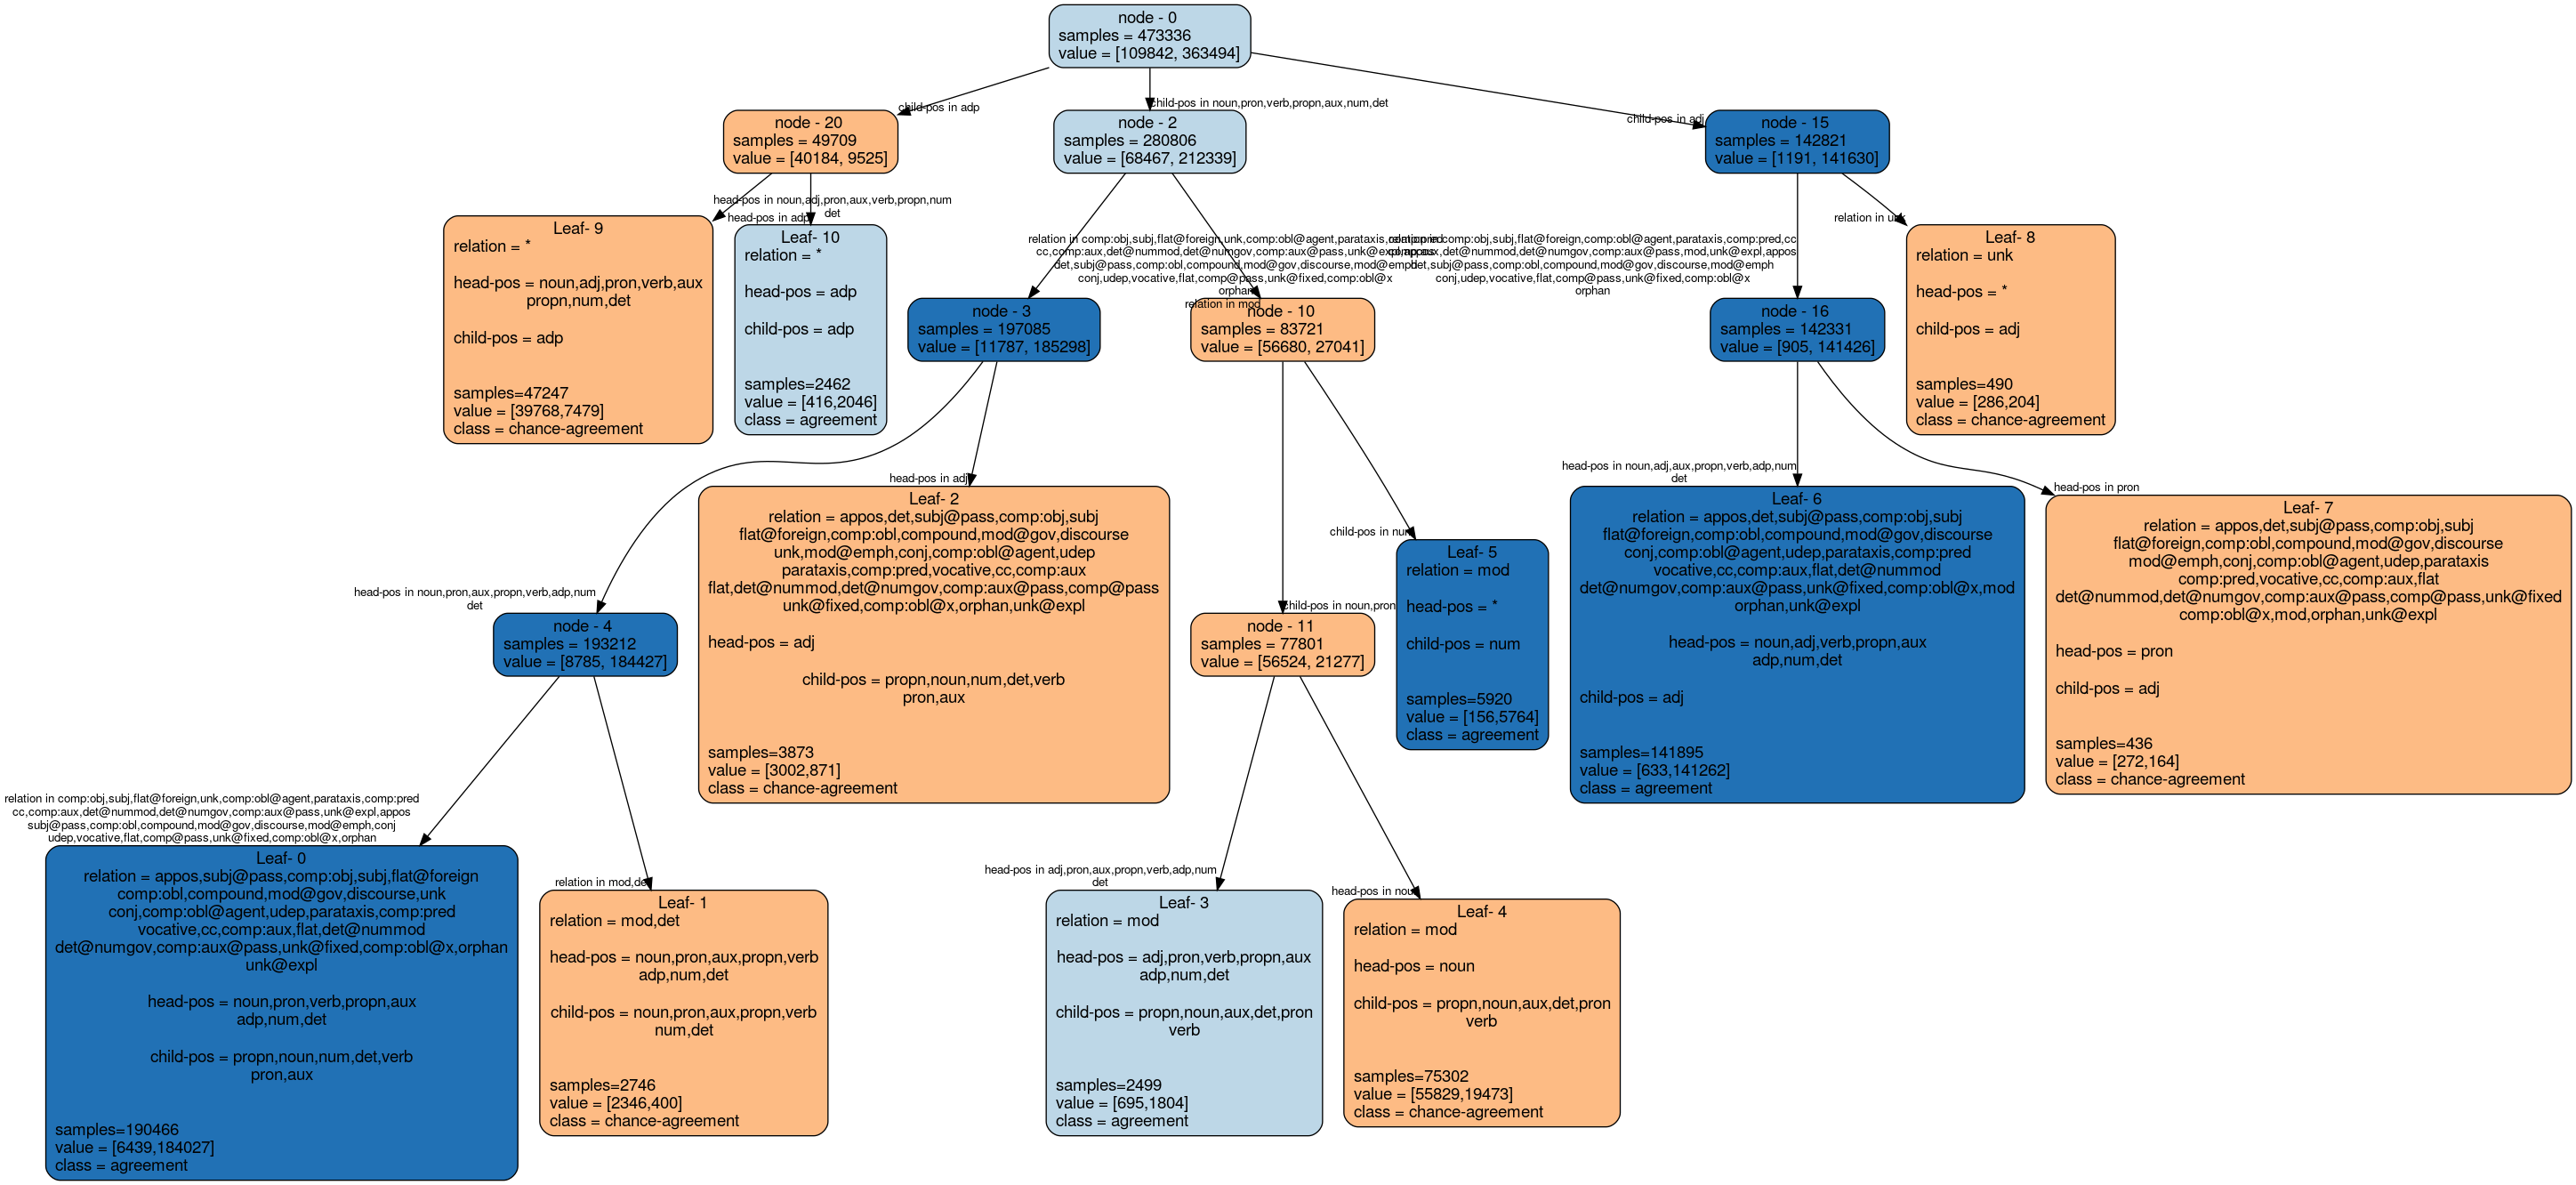 node - 0
samples = 473336
value = [109842, 363494]
child-pos in adp
child-pos in noun,pron,verb,propn,aux,num,det
child-pos in adj
node - 20
samples = 49709
value = [40184, 9525]
node - 2
samples = 280806
value = [68467, 212339]
node - 15
samples = 142821
value = [1191, 141630]
head-pos in noun,adj,pron,aux,verb,propn,num
det
head-pos in adp
relation in unk
Leaf- 9
relation = *
head-pos = noun,adj,pron,verb,aux
propn,num,det
child-pos = adp
samples=47247
value = [39768,7479]
class = chance-agreement
Leaf- 10
relation = *
head-pos = adp
child-pos = adp
samples=2462
value = [416,2046]
class = agreement
relation in comp:obj,subj,flat@foreign,unk,comp:obl@agent,parataxis,comp:pred
cc,comp:aux,det@nummod,det@numgov,comp:aux@pass,unk@expl,appos
det,subj@pass,comp:obl,compound,mod@gov,discourse,mod@emph
conj,udep,vocative,flat,comp@pass,unk@fixed,comp:obl@x
orphan
relation in mod
relation in comp:obj,subj,flat@foreign,comp:obl@agent,parataxis,comp:pred,cc
comp:aux,det@nummod,det@numgov,comp:aux@pass,mod,unk@expl,appos
det,subj@pass,comp:obl,compound,mod@gov,discourse,mod@emph
conj,udep,vocative,flat,comp@pass,unk@fixed,comp:obl@x
orphan
Leaf- 8
relation = unk
head-pos = *
child-pos = adj
samples=490
value = [286,204]
class = chance-agreement
node - 3
samples = 197085
value = [11787, 185298]
node - 10
samples = 83721
value = [56680, 27041]
node - 16
samples = 142331
value = [905, 141426]
head-pos in noun,pron,aux,propn,verb,adp,num
det
head-pos in adj
child-pos in noun,pron
child-pos in num
head-pos in noun,adj,aux,propn,verb,adp,num
det
head-pos in pron
node - 4
samples = 193212
value = [8785, 184427]
Leaf- 2
relation = appos,det,subj@pass,comp:obj,subj
flat@foreign,comp:obl,compound,mod@gov,discourse
unk,mod@emph,conj,comp:obl@agent,udep
parataxis,comp:pred,vocative,cc,comp:aux
flat,det@nummod,det@numgov,comp:aux@pass,comp@pass
unk@fixed,comp:obl@x,orphan,unk@expl
head-pos = adj
child-pos = propn,noun,num,det,verb
pron,aux
samples=3873
value = [3002,871]
class = chance-agreement
node - 11
samples = 77801
value = [56524, 21277]
Leaf- 5
relation = mod
head-pos = *
child-pos = num
samples=5920
value = [156,5764]
class = agreement
Leaf- 6
relation = appos,det,subj@pass,comp:obj,subj
flat@foreign,comp:obl,compound,mod@gov,discourse
conj,comp:obl@agent,udep,parataxis,comp:pred
vocative,cc,comp:aux,flat,det@nummod
det@numgov,comp:aux@pass,unk@fixed,comp:obl@x,mod
orphan,unk@expl
head-pos = noun,adj,verb,propn,aux
adp,num,det
child-pos = adj
samples=141895
value = [633,141262]
class = agreement
Leaf- 7
relation = appos,det,subj@pass,comp:obj,subj
flat@foreign,comp:obl,compound,mod@gov,discourse
mod@emph,conj,comp:obl@agent,udep,parataxis
comp:pred,vocative,cc,comp:aux,flat
det@nummod,det@numgov,comp:aux@pass,comp@pass,unk@fixed
comp:obl@x,mod,orphan,unk@expl
head-pos = pron
child-pos = adj
samples=436
value = [272,164]
class = chance-agreement
relation in comp:obj,subj,flat@foreign,unk,comp:obl@agent,parataxis,comp:pred
cc,comp:aux,det@nummod,det@numgov,comp:aux@pass,unk@expl,appos
subj@pass,comp:obl,compound,mod@gov,discourse,mod@emph,conj
udep,vocative,flat,comp@pass,unk@fixed,comp:obl@x,orphan
relation in mod,det
head-pos in adj,pron,aux,propn,verb,adp,num
det
head-pos in noun
Leaf- 0
relation = appos,subj@pass,comp:obj,subj,flat@foreign
comp:obl,compound,mod@gov,discourse,unk
conj,comp:obl@agent,udep,parataxis,comp:pred
vocative,cc,comp:aux,flat,det@nummod
det@numgov,comp:aux@pass,unk@fixed,comp:obl@x,orphan
unk@expl
head-pos = noun,pron,verb,propn,aux
adp,num,det
child-pos = propn,noun,num,det,verb
pron,aux
samples=190466
value = [6439,184027]
class = agreement
Leaf- 1
relation = mod,det
head-pos = noun,pron,aux,propn,verb
adp,num,det
child-pos = noun,pron,aux,propn,verb
num,det
samples=2746
value = [2346,400]
class = chance-agreement
Leaf- 3
relation = mod
head-pos = adj,pron,verb,propn,aux
adp,num,det
child-pos = propn,noun,aux,det,pron
verb
samples=2499
value = [695,1804]
class = agreement
Leaf- 4
relation = mod
head-pos = noun
child-pos = propn,noun,aux,det,pron
verb
samples=75302
value = [55829,19473]
class = chance-agreement